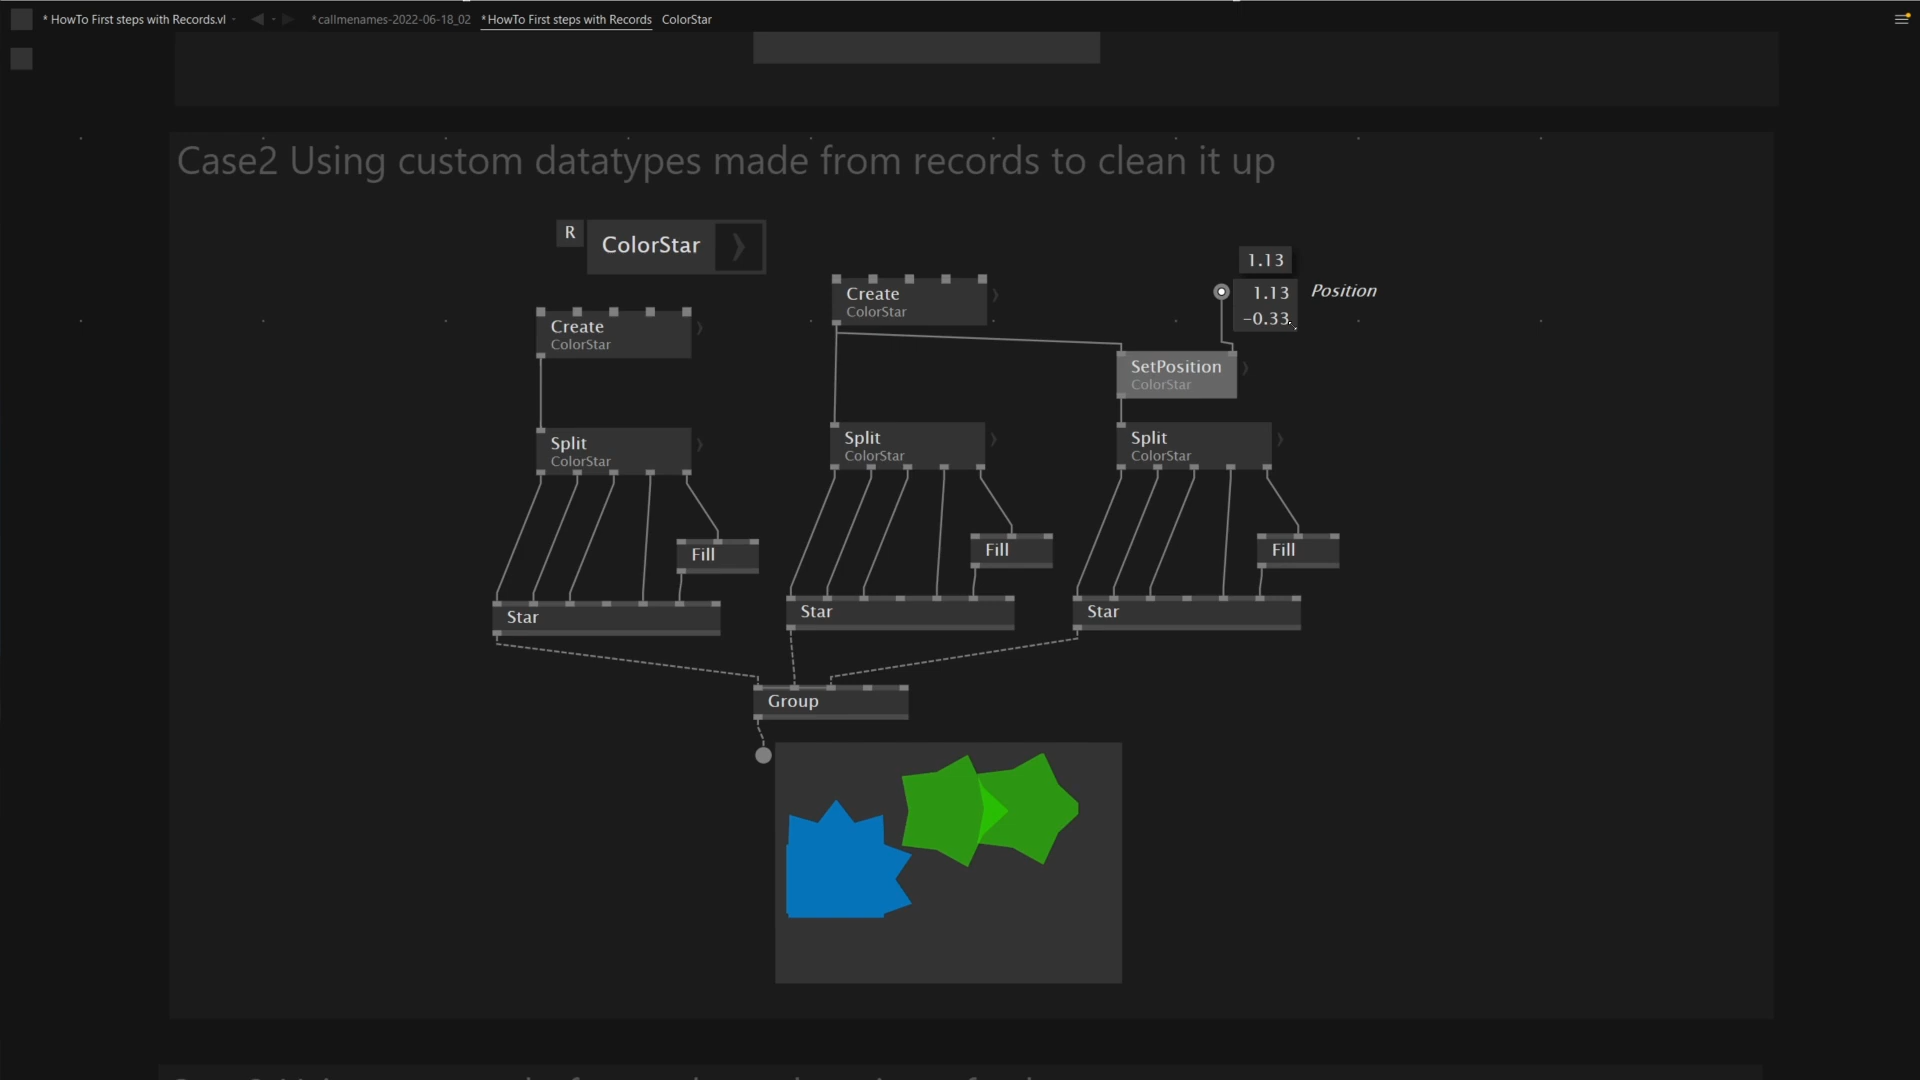 * HowTo First steps with Records.vl
*callmenames-2022-06-18_02
*HowTo First steps with Records
ColorStar
Case2 Using custom datatypes made from records to clean it up
R
ColorStar
1.13
1.13
-0.33
Position
Create
ColorStar
Create
ColorStar
SetPosition
ColorStar
Split
ColorStar
Split
ColorStar
Split
ColorStar
Fill
Fill
Fill
Star
Star
Star
Group